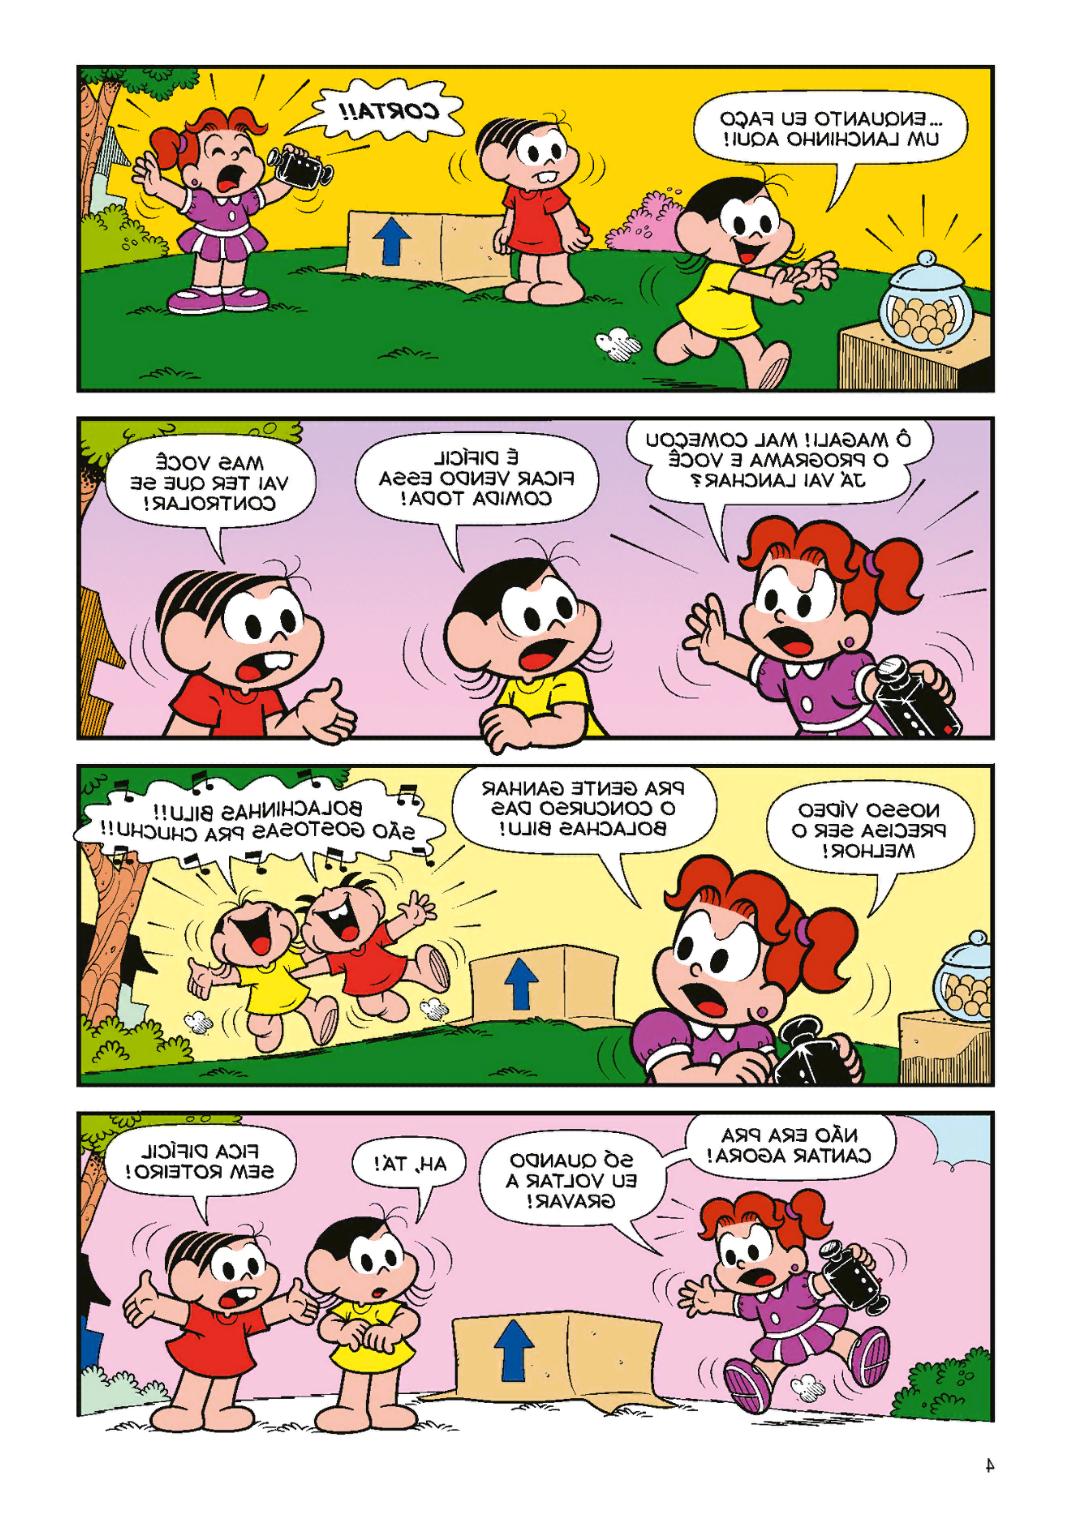 ...ENQUANTO EU FAÇO
UM LANCHINHO AQUI!
CORTA!!
Ô MAGALI! MAL COMEÇOU
O PROGRAMA E VOCÊ
JÁ VAI LANCHAR?
É DIFÍCIL
FICAR VENDO ESSA
COMIDA TODA!
MAS VOCÊ
VAI TER QUE SE
CONTROLAR!
NOSSO VÍDEO
PRECISA SER O
MELHOR!
PRA GENTE GANHAR
O CONCURSO DAS
BOLACHAS BILU!
BOLACHINHAS BILU!!
SÃO GOSTOSAS PRA CHUCHU!!
NÃO ERA PRA
CANTAR AGORA!
SÓ QUANDO
EU VOLTAR A
GRAVAR!
AH, TÁ!
FICA DIFÍCIL
SEM ROTEIRO!
4